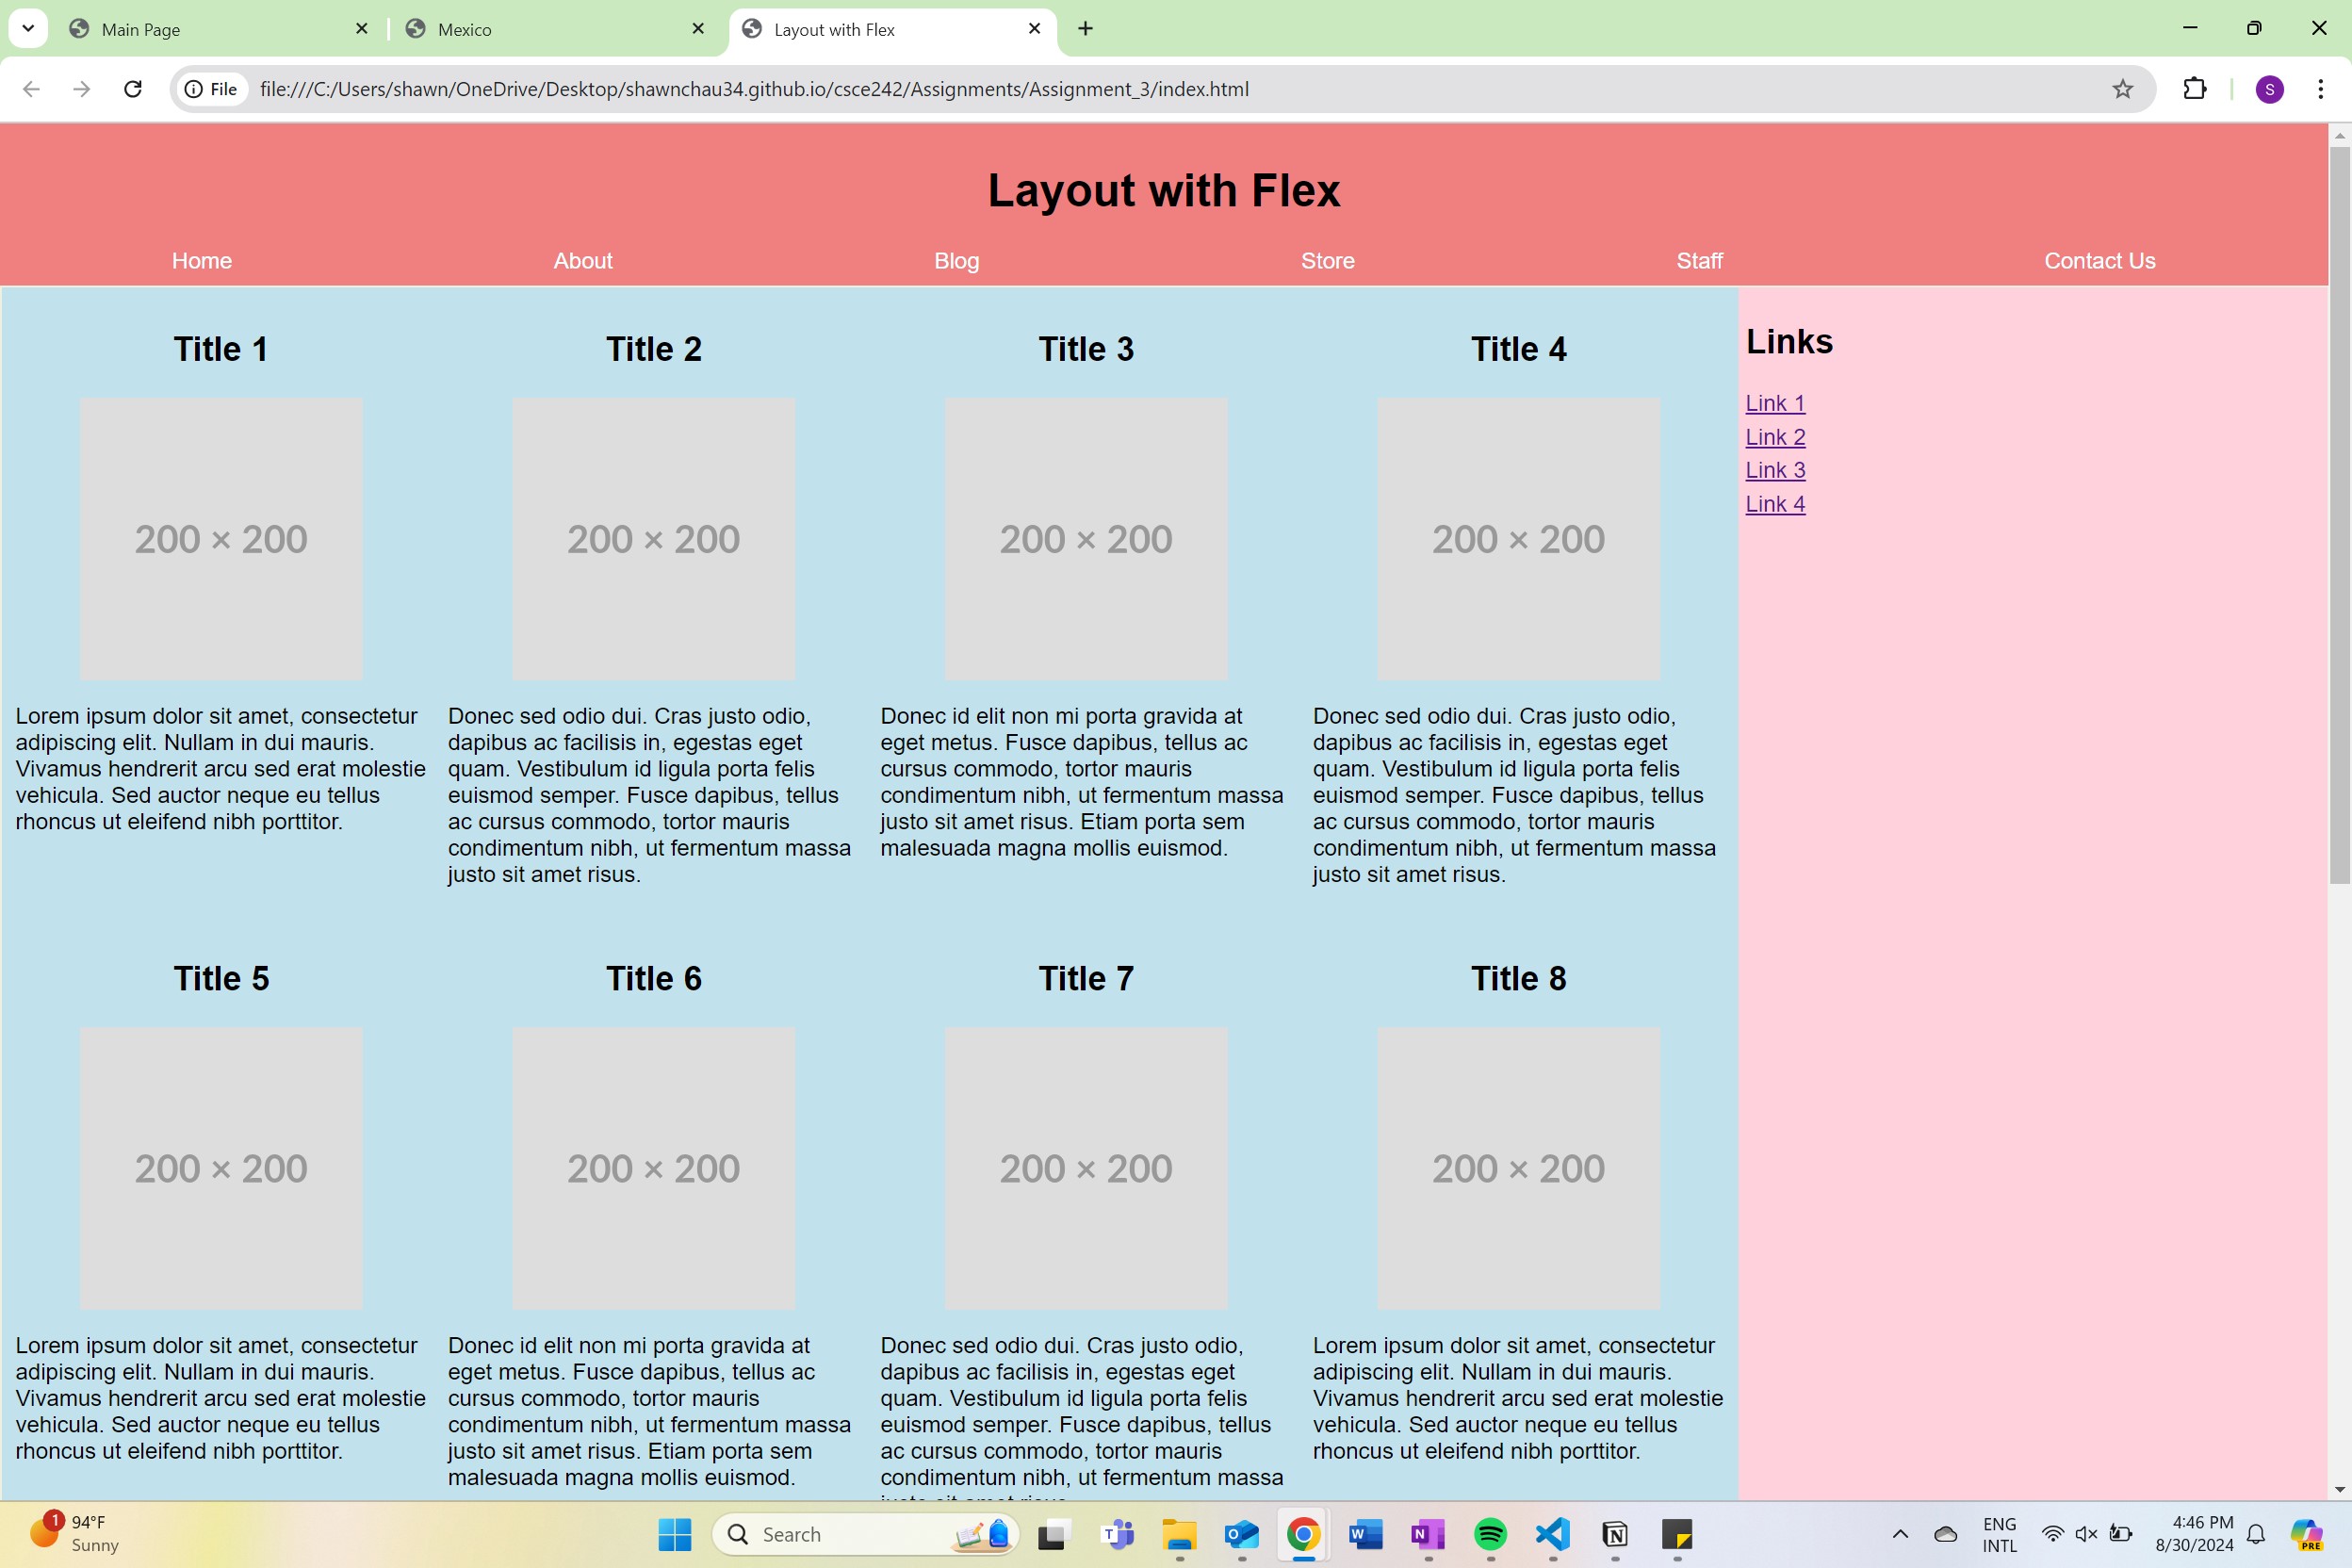 Main Page
Mexico
Layout with Flex
File
file:///C:/Users/shawn/OneDrive/Desktop/shawnchau34.github.io/csce242/Assignments/Assignment_3/index.html
S
Layout with Flex
Home About Blog Store Staff Contact Us
Title 1
200 × 200
Lorem ipsum dolor sit amet, consectetur
adipiscing elit. Nullam in dui mauris.
Vivamus hendrerit arcu sed erat molestie
vehicula. Sed auctor neque eu tellus
rhoncus ut eleifend nibh porttitor.
Title 2
200 × 200
Donec sed odio dui. Cras justo odio,
dapibus ac facilisis in, egestas eget
quam. Vestibulum id ligula porta felis
euismod semper. Fusce dapibus, tellus
ac cursus commodo, tortor mauris
condimentum nibh, ut fermentum massa
justo sit amet risus.
Title 3
200 × 200
Donec id elit non mi porta gravida at
eget metus. Fusce dapibus, tellus ac
cursus commodo, tortor mauris
condimentum nibh, ut fermentum massa
justo sit amet risus. Etiam porta sem
malesuada magna mollis euismod.
Title 4
200 × 200
Donec sed odio dui. Cras justo odio,
dapibus ac facilisis in, egestas eget
quam. Vestibulum id ligula porta felis
euismod semper. Fusce dapibus, tellus
ac cursus commodo, tortor mauris
condimentum nibh, ut fermentum massa
justo sit amet risus.
Links
Link 1
Link 2
Link 3
Link 4
Title 5
200 × 200
Lorem ipsum dolor sit amet, consectetur
adipiscing elit. Nullam in dui mauris.
Vivamus hendrerit arcu sed erat molestie
vehicula. Sed auctor neque eu tellus
rhoncus ut eleifend nibh porttitor.
Title 6
200 × 200
Donec id elit non mi porta gravida at
eget metus. Fusce dapibus, tellus ac
cursus commodo, tortor mauris
condimentum nibh, ut fermentum massa
justo sit amet risus. Etiam porta sem
malesuada magna mollis euismod.
Title 7
200 × 200
Donec sed odio dui. Cras justo odio,
dapibus ac facilisis in, egestas eget
quam. Vestibulum id ligula porta felis
euismod semper. Fusce dapibus, tellus
ac cursus commodo, tortor mauris
condimentum nibh, ut fermentum massa
Title 8
200 × 200
Lorem ipsum dolor sit amet, consectetur
adipiscing elit. Nullam in dui mauris.
Vivamus hendrerit arcu sed erat molestie
vehicula. Sed auctor neque eu tellus
rhoncus ut eleifend nibh porttitor.
1
94°F
Sunny
Search
ENG
INTL
4:46 PM
8/30/2024
PRE